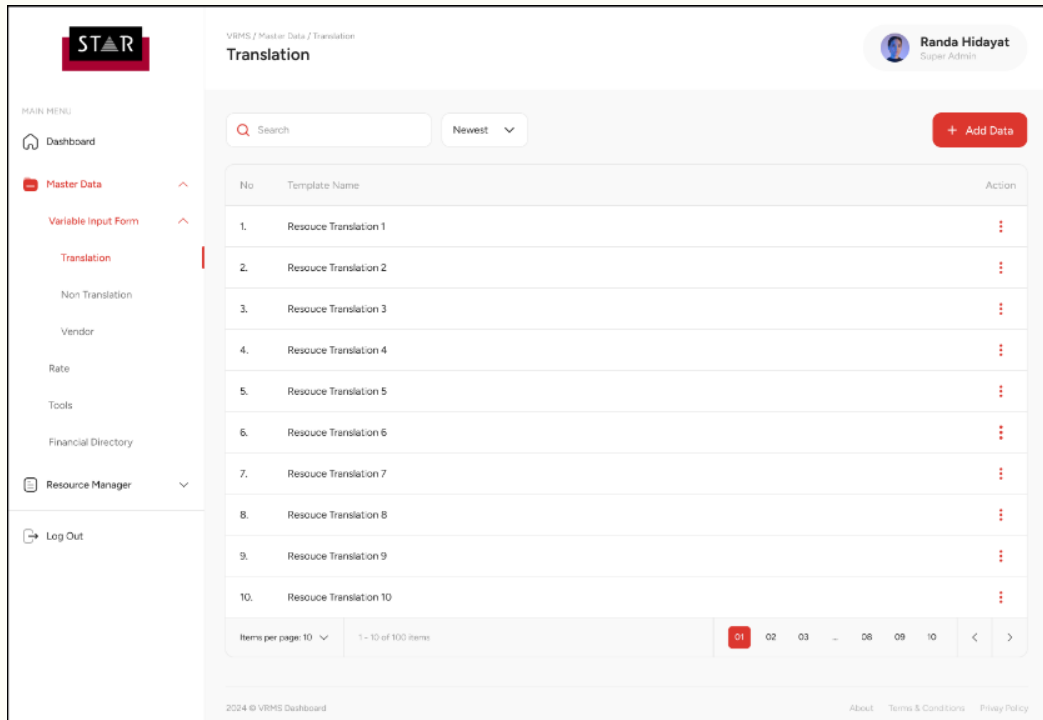 STAR
VRMS / Master Data / Translation
Translation
Randa Hidayat
Super Admin
MAIN MENU
Dashboard
Master Data
Variable Input Form
Translation
Non Translation
Vendor
Rate
Tools
Financial Directory
Resource Manager
Log Out
Search
Newest
+ Add Data
No Template Name Action
1. Resouce Translation 1
2. Resouce Translation 2
3. Resouce Translation 3
4. Resouce Translation 4
5. Resouce Translation 5
6. Resouce Translation 6
7. Resouce Translation 7
8. Resouce Translation 8
9. Resouce Translation 9
10. Resouce Translation 10
Items per page: 10 1 - 10 of 100 items 01 02 03 ... 08 09 10 < >
2024 © VRMS Dashboard About Terms & Conditions Privay Policy